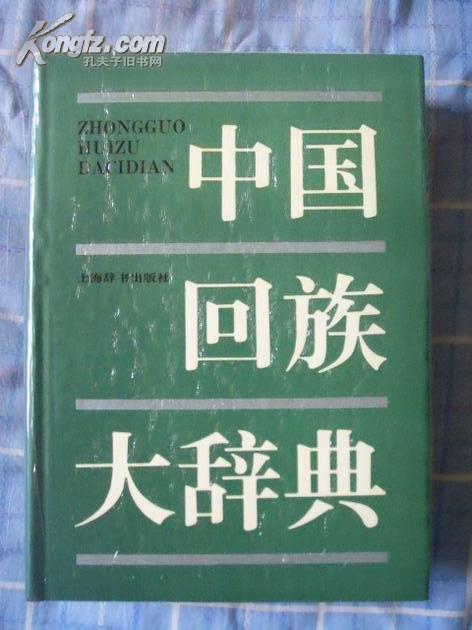 Kongfz.com
孔夫子旧书网
ZHONGGUO
HUIZU
DACIDIAN
中国
上海辞书出版社
回族
大辞典